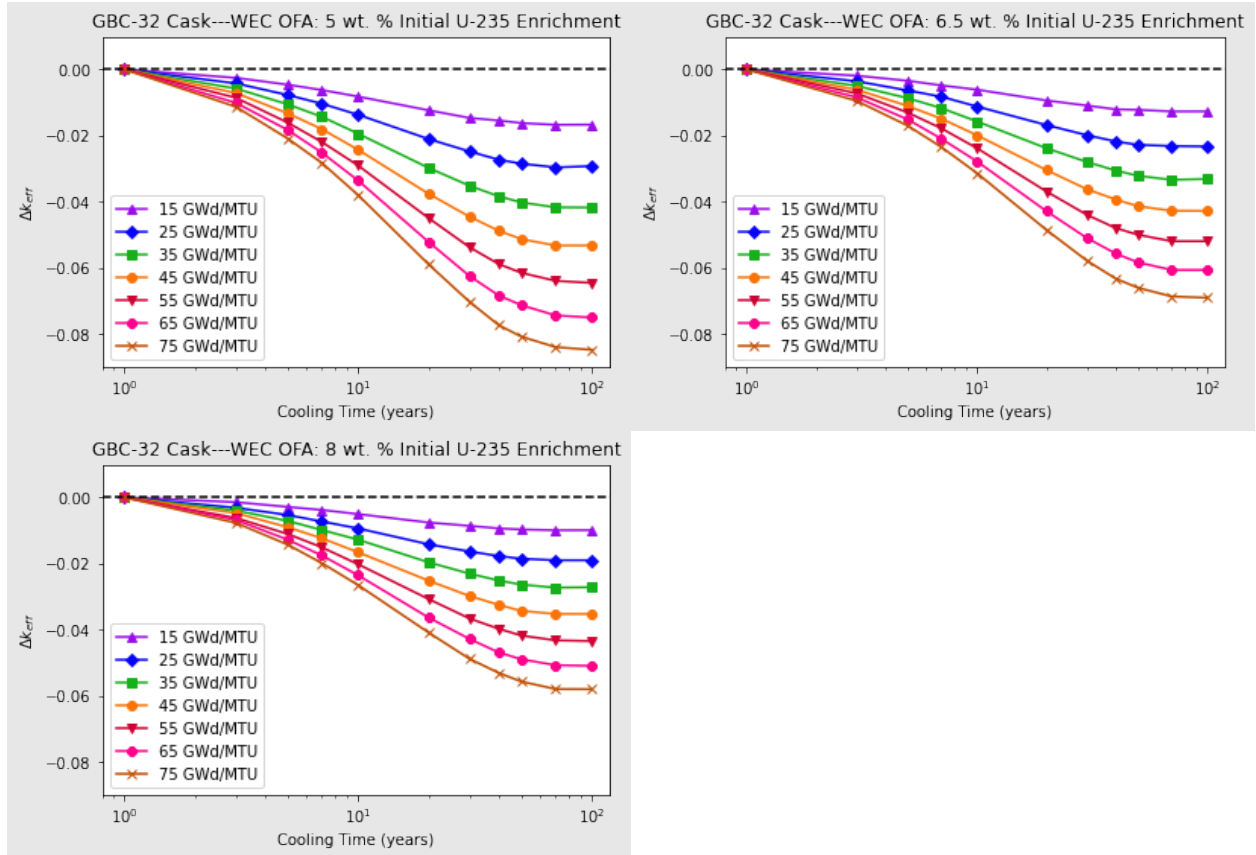 GBC-32 Cask---WEC OFA: 5 wt. % Initial U-235 Enrichment
0.00
−0.02
−0.04
−0.06
−0.08
Δk_eff
15 GWd/MTU
25 GWd/MTU
35 GWd/MTU
45 GWd/MTU
55 GWd/MTU
65 GWd/MTU
75 GWd/MTU
10⁰
10¹
10²
Cooling Time (years)
GBC-32 Cask---WEC OFA: 6.5 wt. % Initial U-235 Enrichment
0.00
−0.02
−0.04
−0.06
−0.08
Δk_eff
15 GWd/MTU
25 GWd/MTU
35 GWd/MTU
45 GWd/MTU
55 GWd/MTU
65 GWd/MTU
75 GWd/MTU
10⁰
10¹
10²
Cooling Time (years)
GBC-32 Cask---WEC OFA: 8 wt. % Initial U-235 Enrichment
0.00
−0.02
−0.04
−0.06
−0.08
Δk_eff
15 GWd/MTU
25 GWd/MTU
35 GWd/MTU
45 GWd/MTU
55 GWd/MTU
65 GWd/MTU
75 GWd/MTU
10⁰
10¹
10²
Cooling Time (years)